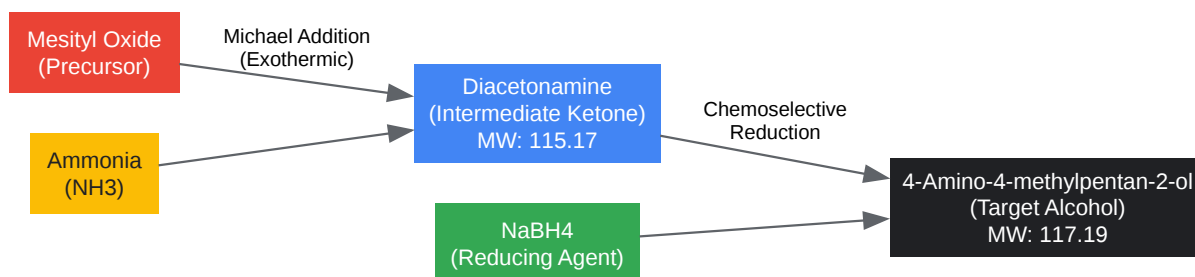 Mesityl Oxide
(Precursor)
Michael Addition
(Exothermic)
Ammonia
(NH3)
Diacetonamine
(Intermediate Ketone)
MW: 115.17
Chemoselective
Reduction
NaBH4
(Reducing Agent)
4-Amino-4-methylpentan-2-ol
(Target Alcohol)
MW: 117.19